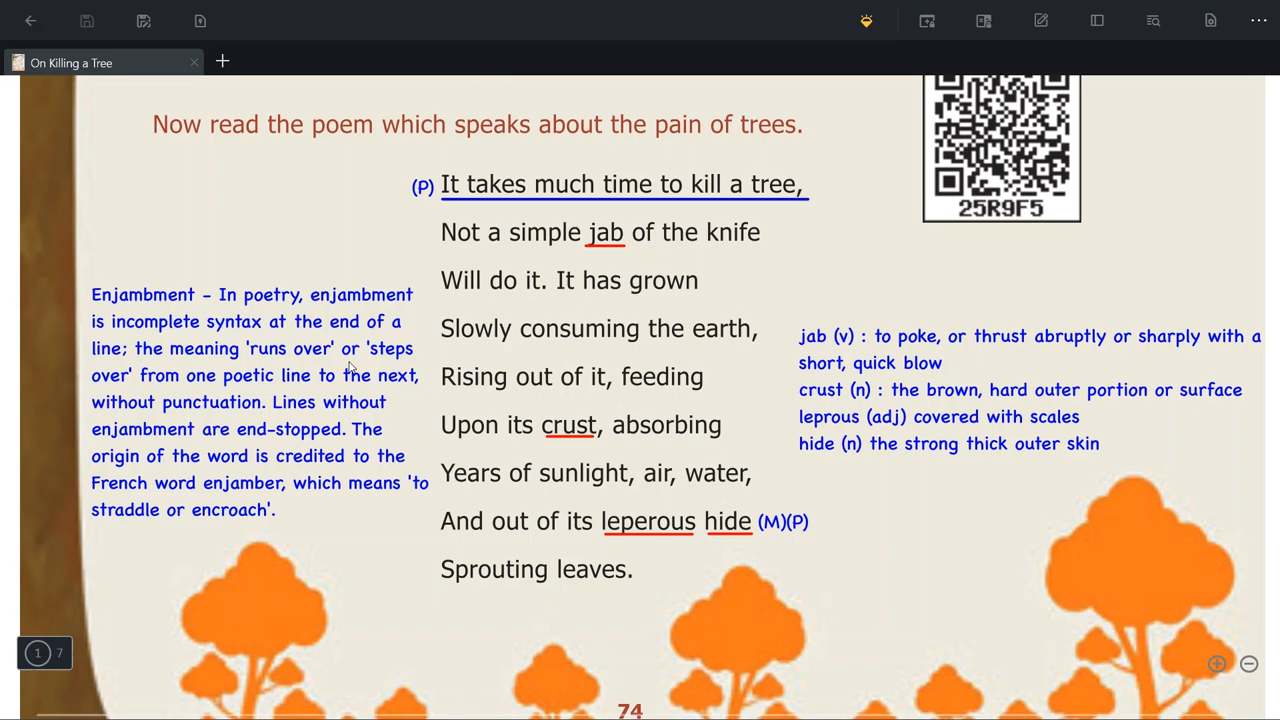 On Killing a Tree
25R9F5
Now read the poem which speaks about the pain of trees.
(P) It takes much time to kill a tree,
Not a simple jab of the knife
Will do it. It has grown
Slowly consuming the earth,
Rising out of it, feeding
Upon its crust, absorbing
Years of sunlight, air, water,
And out of its leperous hide (M)(P)
Sprouting leaves.
Enjambment - In poetry, enjambment
is incomplete syntax at the end of a
line; the meaning 'runs over' or 'steps
over' from one poetic line to the next,
without punctuation. Lines without
enjambment are end-stopped. The
origin of the word is credited to the
French word enjamber, which means 'to
straddle or encroach'.
jab (v) : to poke, or thrust abruptly or sharply with a
short, quick blow
crust (n) : the brown, hard outer portion or surface
leprous (adj) covered with scales
hide (n) the strong thick outer skin
1 7
74